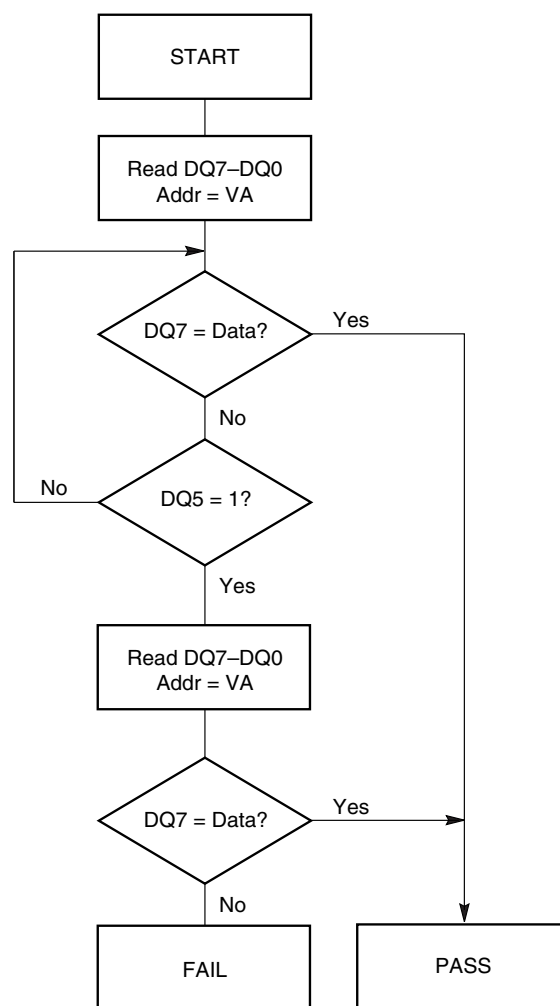 START
Read DQ7–DQ0
Addr = VA
DQ7 = Data?
Yes
No
No
DQ5 = 1?
Yes
Read DQ7–DQ0
Addr = VA
DQ7 = Data?
Yes
No
FAIL
PASS